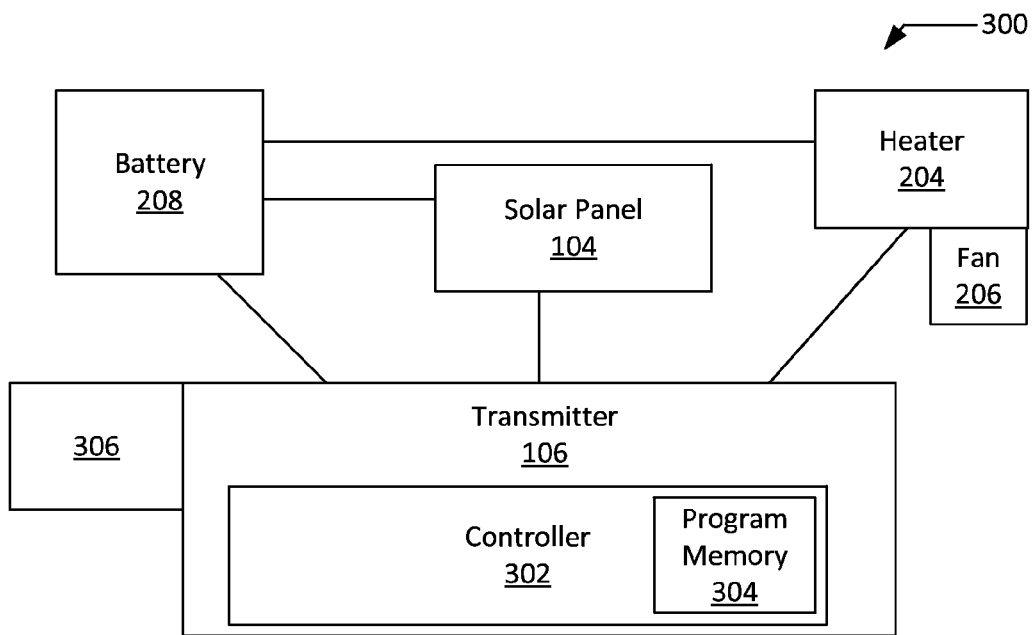 300
Battery
208
Heater
204
Solar Panel
104
Fan
206
306
Transmitter
106
Controller
302
Program
Memory
304